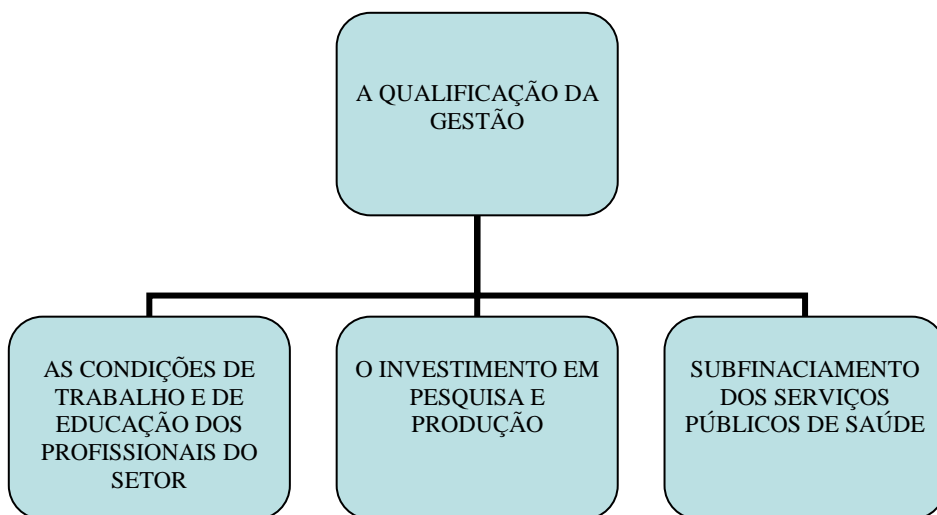 A QUALIFICAÇÃO DA
GESTÃO
AS CONDIÇÕES DE
TRABALHO E DE
EDUCAÇÃO DOS
PROFISSIONAIS DO
SETOR
O INVESTIMENTO EM
PESQUISA E
PRODUÇÃO
SUBFINACIAMENTO
DOS SERVIÇOS
PÚBLICOS DE SAÚDE